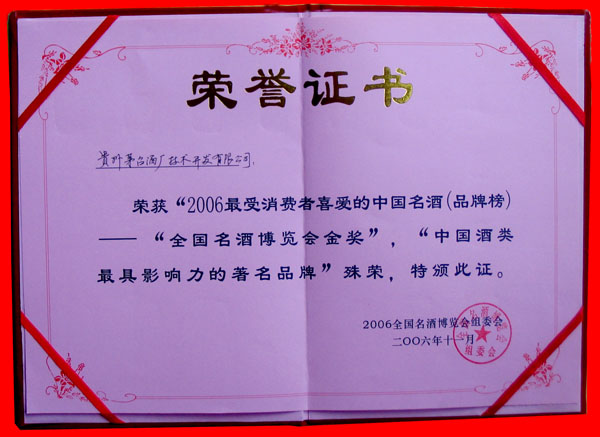 荣誉证书
贵州茅台酒厂技术开发有限公司
荣获“2006最受消费者喜爱的中国名酒(品牌榜)
——“全国名酒博览会金奖”，“中国酒类
最具影响力的著名品牌”殊荣，特颁此证。
2006全国名酒博览会组委会
二〇〇六年十一月
组委会